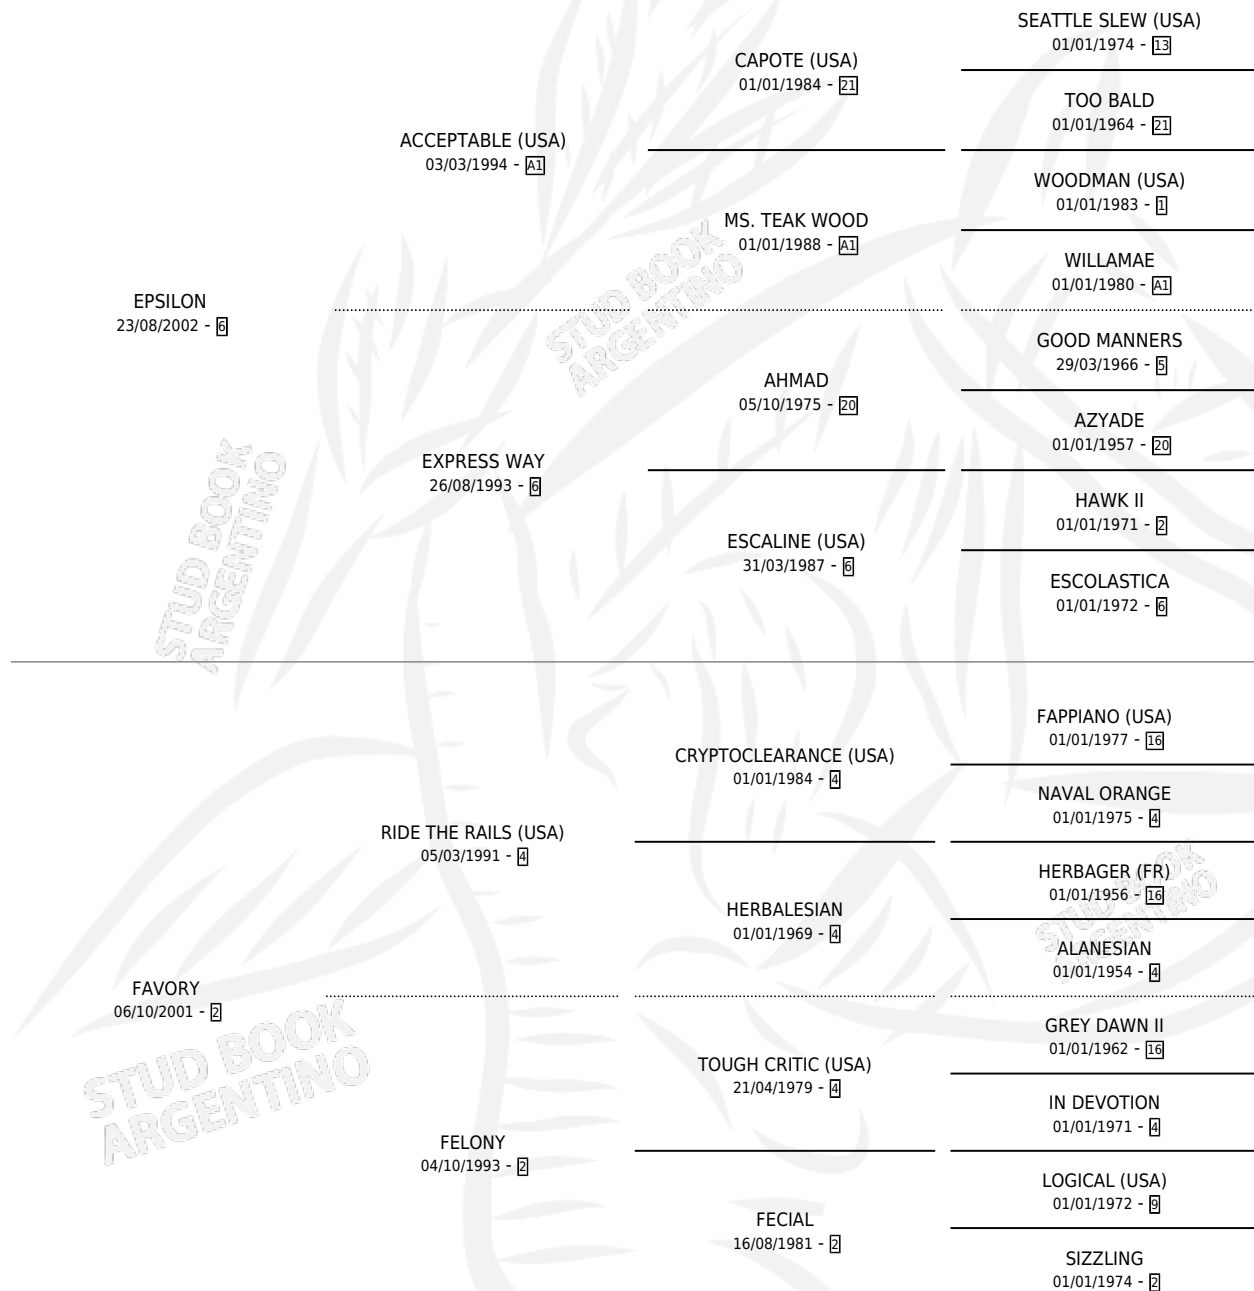 SEATTLE SLEW (USA)
01/01/1974 - 13
CAPOTE (USA)
01/01/1984 - 21
TOO BALD
01/01/1964 - 21
ACCEPTABLE (USA)
03/03/1994 - A1
WOODMAN (USA)
01/01/1983 - 1
MS. TEAK WOOD
01/01/1988 - A1
WILLAMAE
01/01/1980 - A1
EPSILON
23/08/2002 - 6
STUD BOOK
ARGENTINO
GOOD MANNERS
29/03/1966 - 5
AHMAD
05/10/1975 - 20
AZYADE
01/01/1957 - 20
EXPRESS WAY
26/08/1993 - 6
HAWK II
01/01/1971 - 2
ESCALINE (USA)
31/03/1987 - 6
ESCOLASTICA
01/01/1972 - 6
STUD BOOK
ARGENTINO
FAPPIANO (USA)
01/01/1977 - 16
CRYPTOCLEARANCE (USA)
01/01/1984 - 4
NAVAL ORANGE
01/01/1975 - 4
RIDE THE RAILS (USA)
05/03/1991 - 4
HERBAGER (FR)
01/01/1956 - 16
HERBALESIAN
01/01/1969 - 4
STUD BOOK
ARGENTINO
ALANESIAN
01/01/1954 - 4
FAVORY
06/10/2001 - 2
STUD BOOK
ARGENTINO
GREY DAWN II
01/01/1962 - 16
TOUGH CRITIC (USA)
21/04/1979 - 4
IN DEVOTION
01/01/1971 - 4
FELONY
04/10/1993 - 2
LOGICAL (USA)
01/01/1972 - 9
FECIAL
16/08/1981 - 2
SIZZLING
01/01/1974 - 2